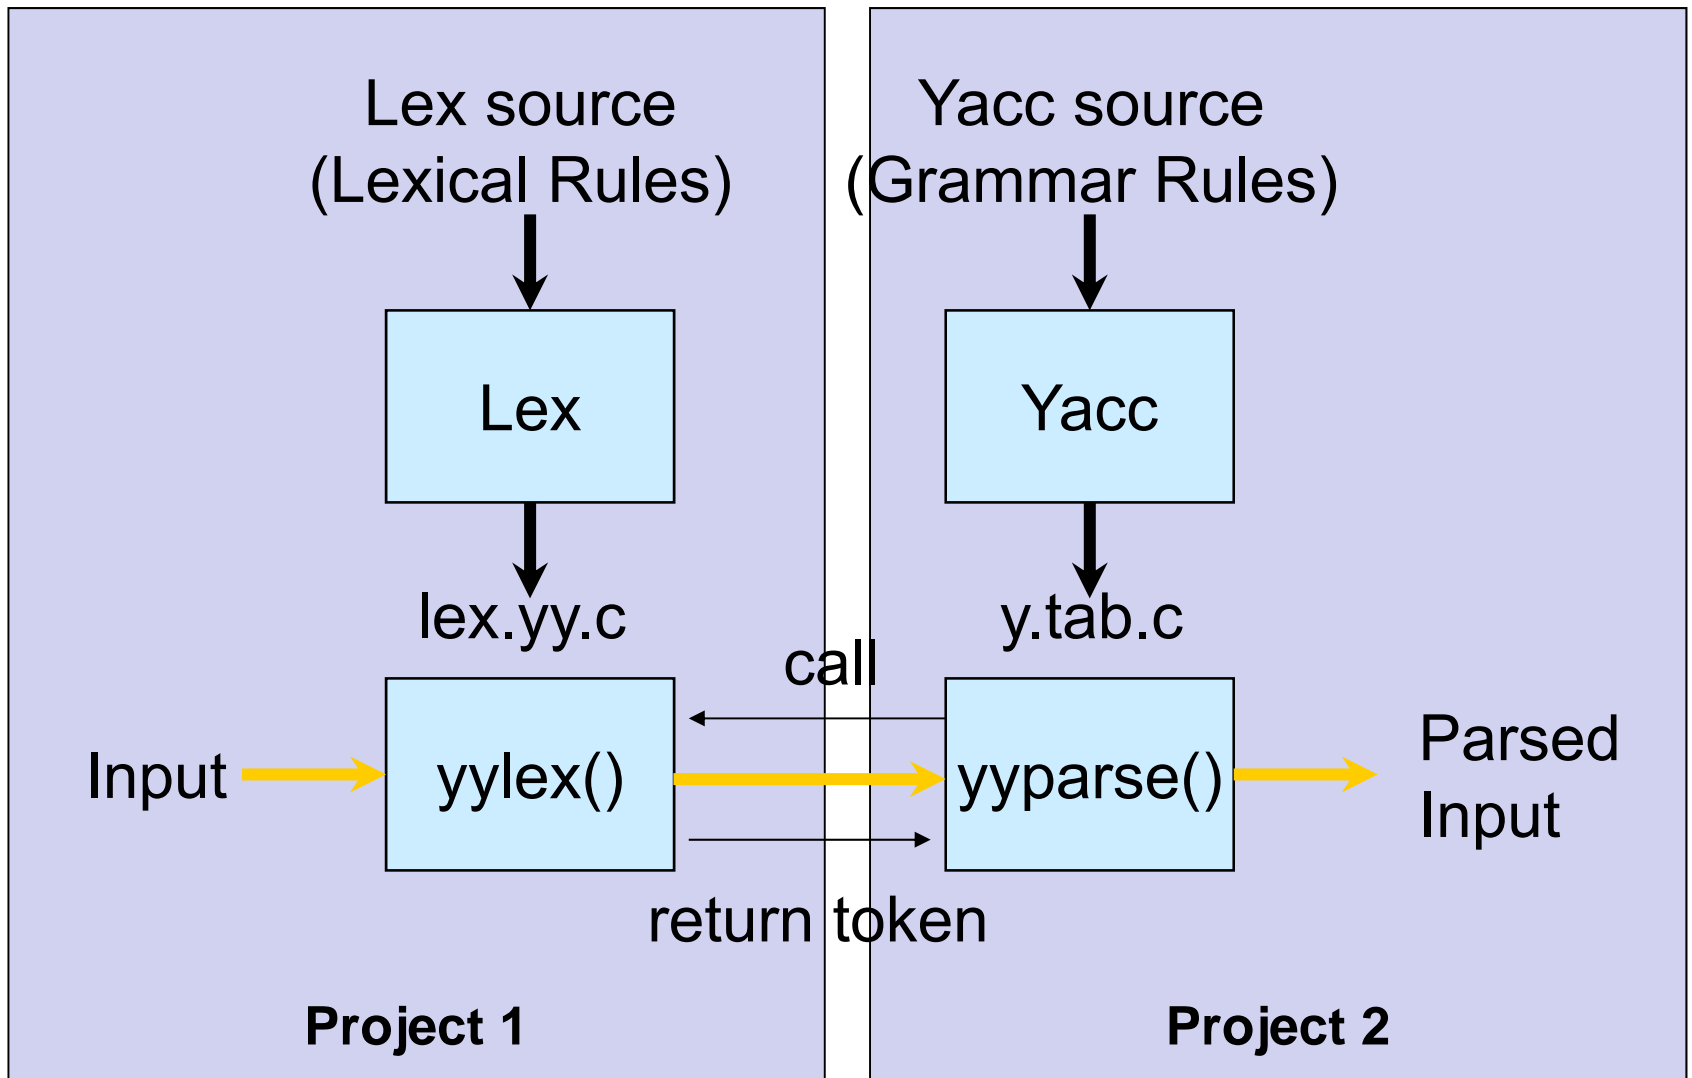 Lex source
(Lexical Rules)
Lex
lex.yy.c
Yacc source
(Grammar Rules)
Yacc
y.tab.c
call
Input
yylex()
yyparse()
Parsed
Input
return token
Project 1
Project 2